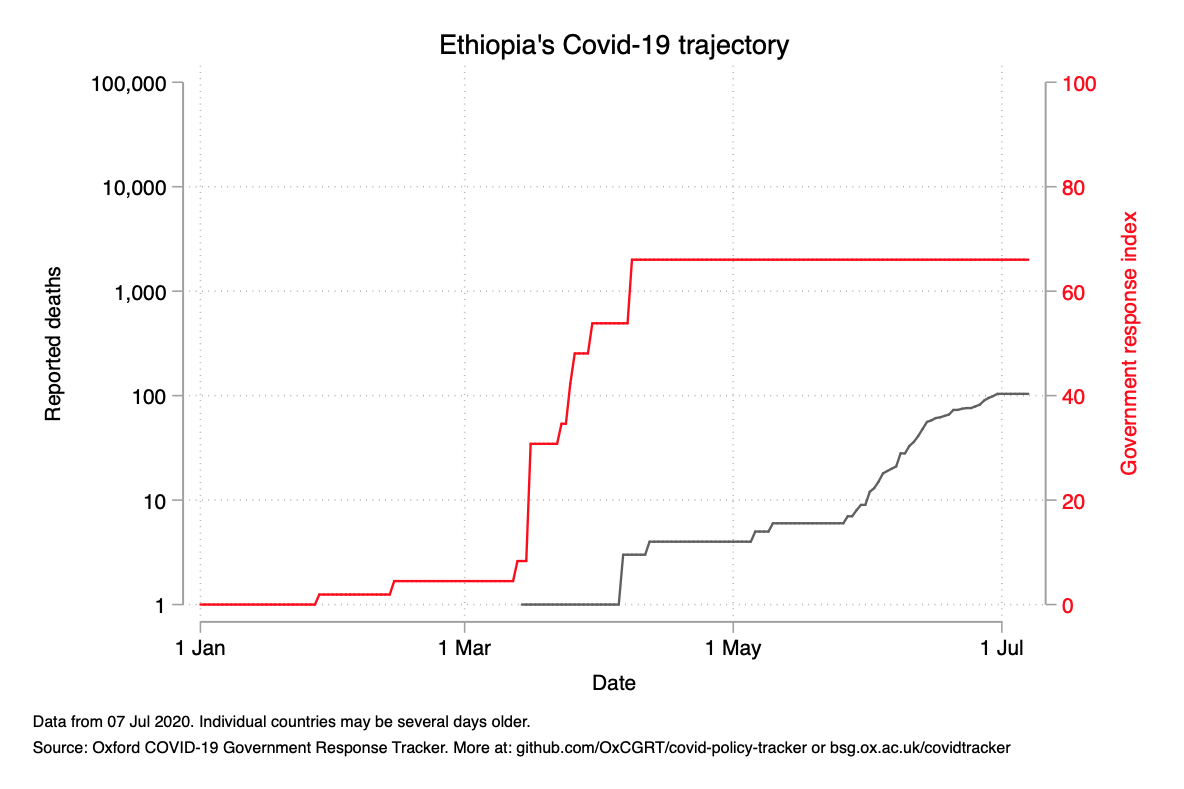 Ethiopia's Covid-19 trajectory
100,000
10,000
1,000
100
10
1
Reported deaths
100
80
60
40
20
0
Government response index
1 Jan
1 Mar
1 May
1 Jul
Date
Data from 07 Jul 2020. Individual countries may be several days older.
Source: Oxford COVID-19 Government Response Tracker. More at: github.com/OxCGRT/covid-policy-tracker or bsg.ox.ac.uk/covidtracker